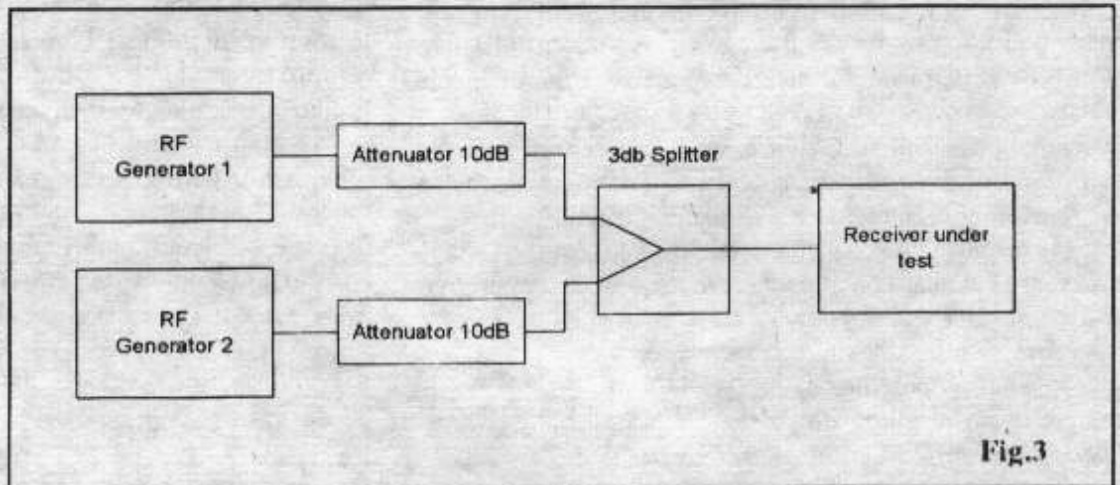 RF
Generator 1
Attenuator 10dB
3db Splitter
Receiver under
test
RF
Generator 2
Attenuator 10dB
Fig.3